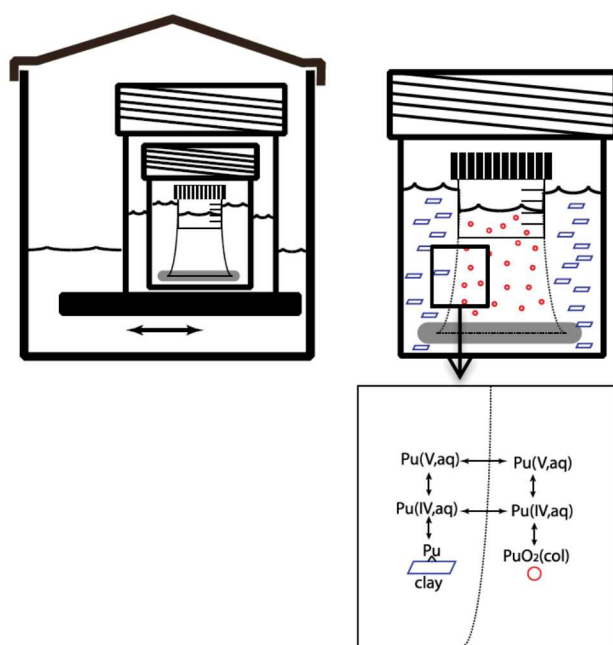 Pu(V,aq) Pu(V,aq)
Pu(IV,aq) Pu(IV,aq)
Pu PuO₂(col)
clay